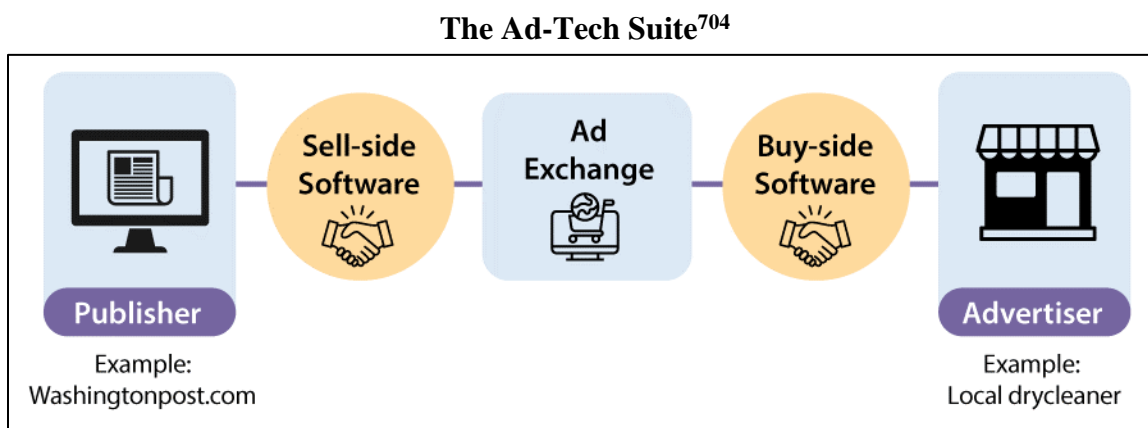 The Ad-Tech Suite704
Sell-side
Software
Ad
Exchange
Buy-side
Software
Publisher
Advertiser
Example:
Washingtonpost.com
Example:
Local drycleaner